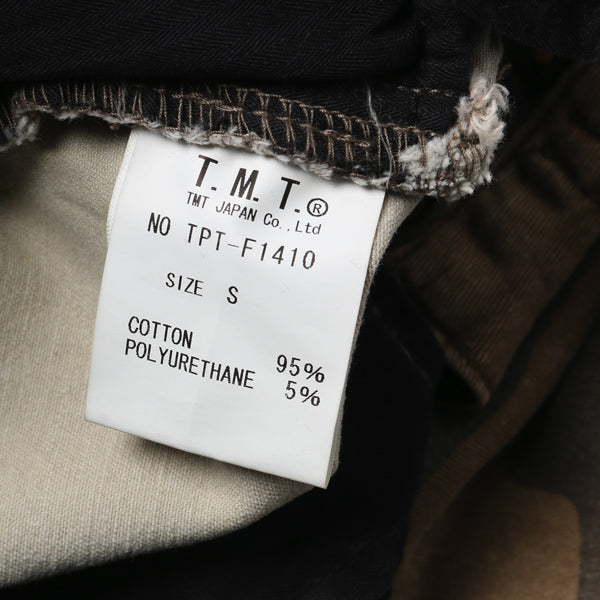 T.M.T.®
TMT JAPAN Co.,Ltd
NO TPT-F1410
SIZE S
COTTON 95%
POLYURETHANE 5%